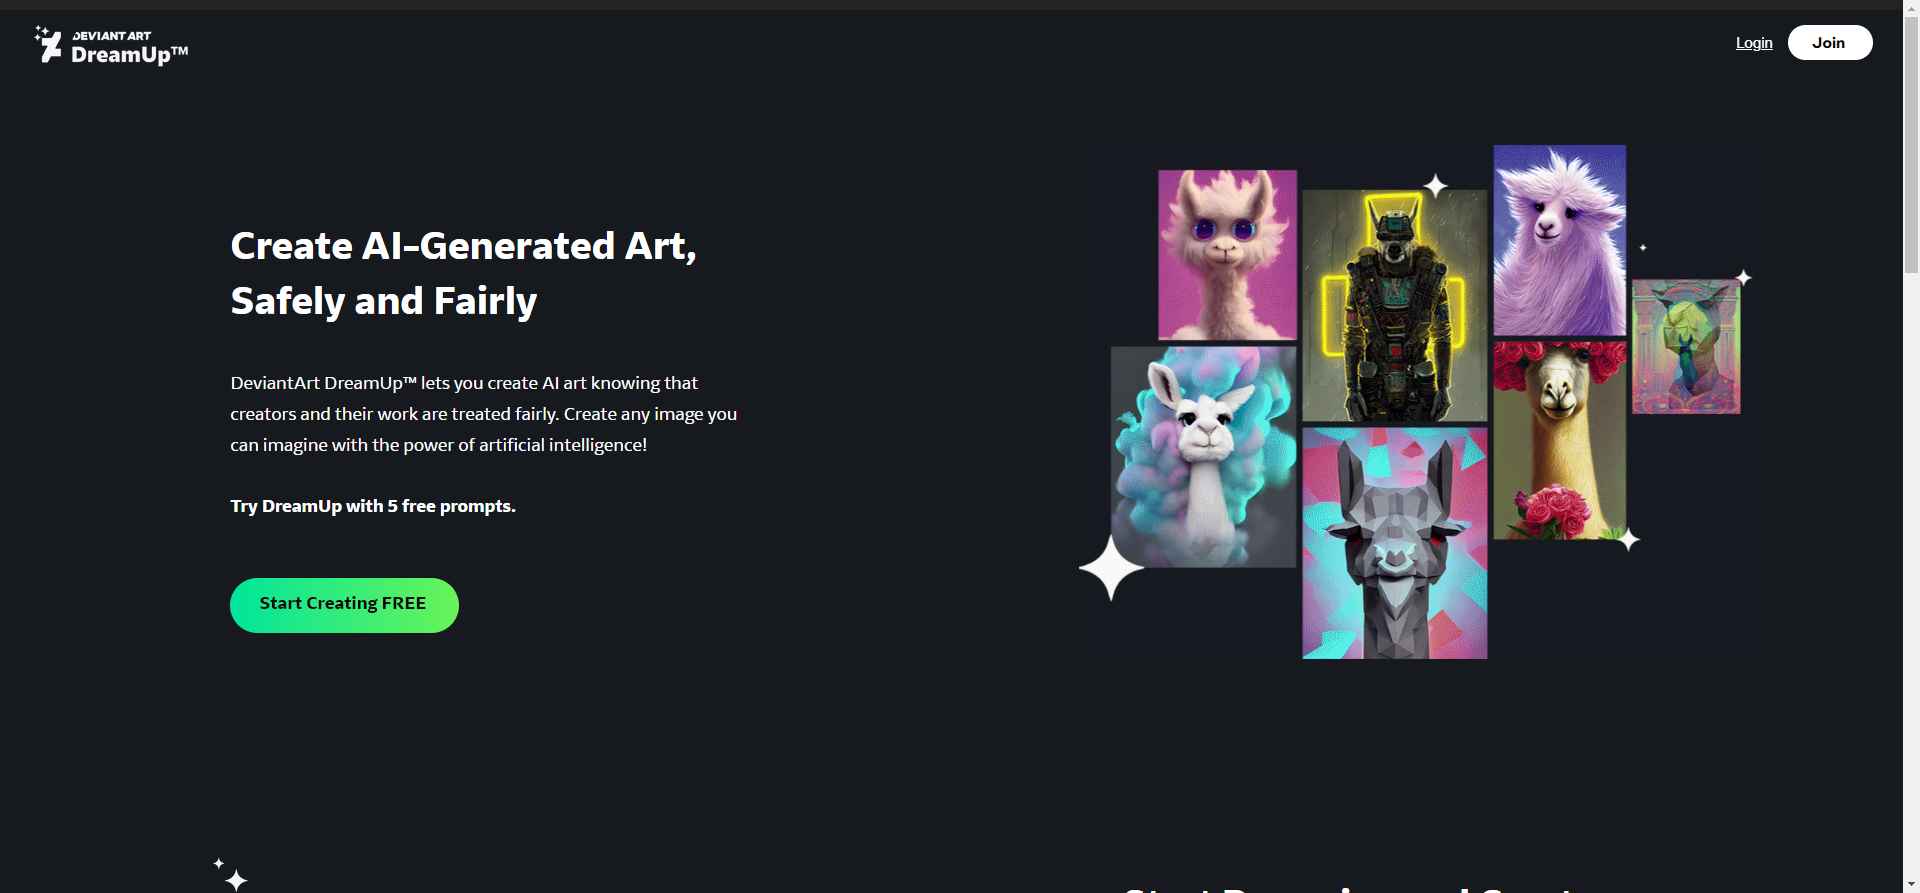 DEVIANT ART
DreamUp™
Login
Join
Create AI-Generated Art,
Safely and Fairly
DeviantArt DreamUp™ lets you create AI art knowing that
creators and their work are treated fairly. Create any image you
can imagine with the power of artificial intelligence!
Try DreamUp with 5 free prompts.
Start Creating FREE